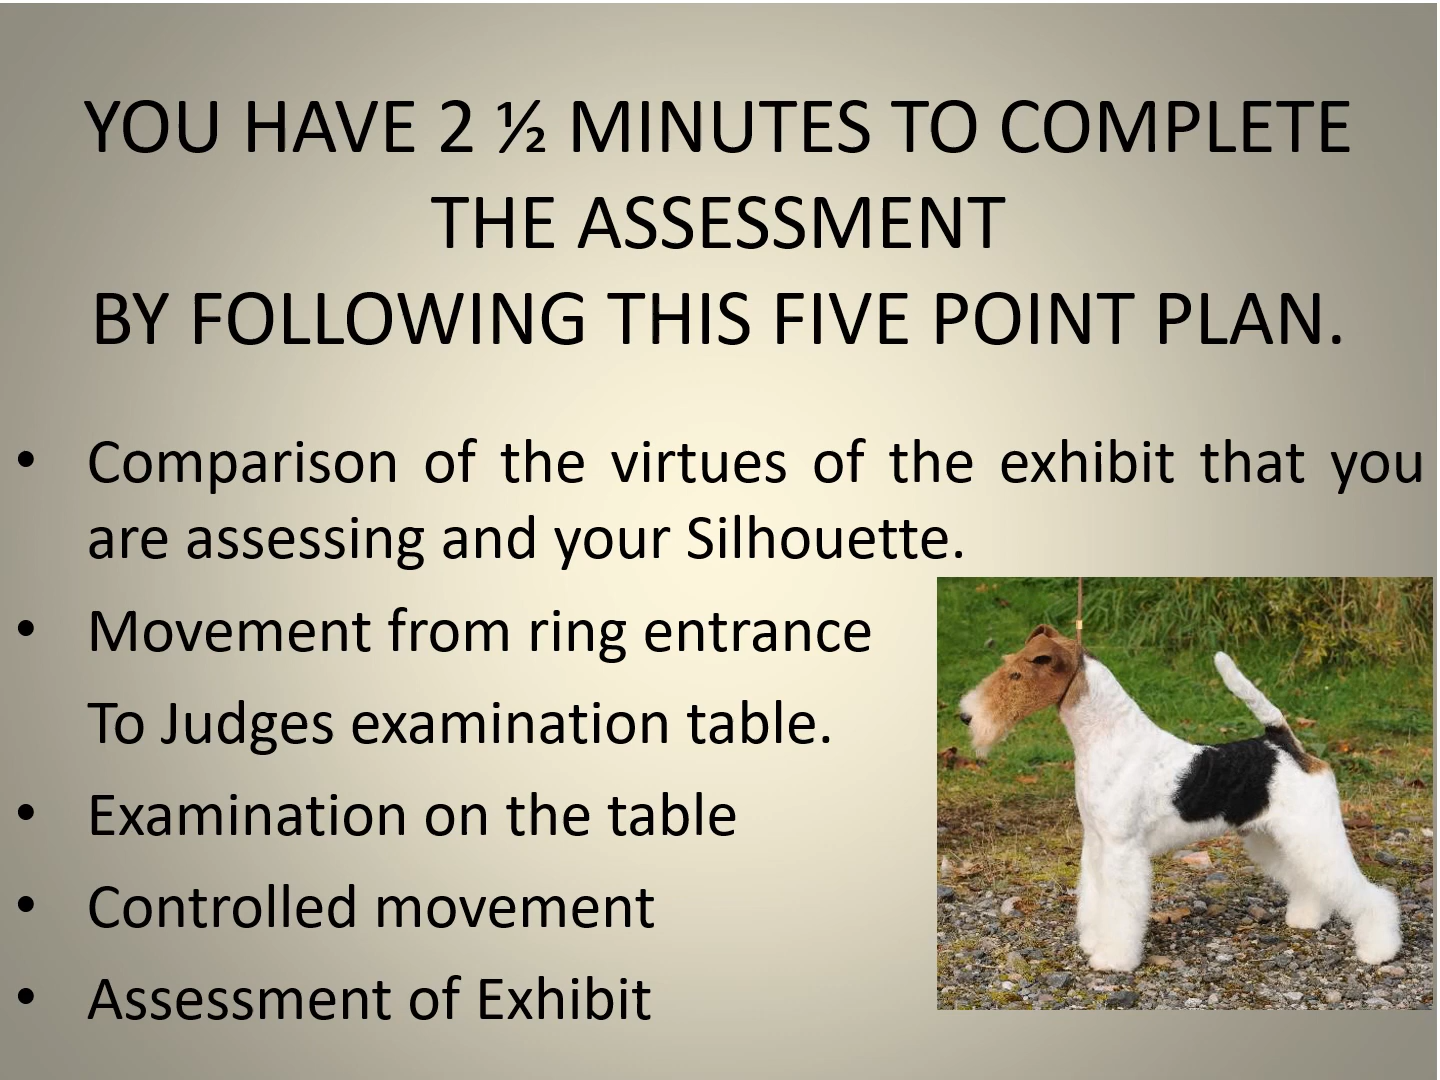 YOU HAVE 2 ½ MINUTES TO COMPLETE
THE ASSESSMENT
BY FOLLOWING THIS FIVE POINT PLAN.
• Comparison of the virtues of the exhibit that you
are assessing and your Silhouette.
• Movement from ring entrance
To Judges examination table.
• Examination on the table
• Controlled movement
• Assessment of Exhibit